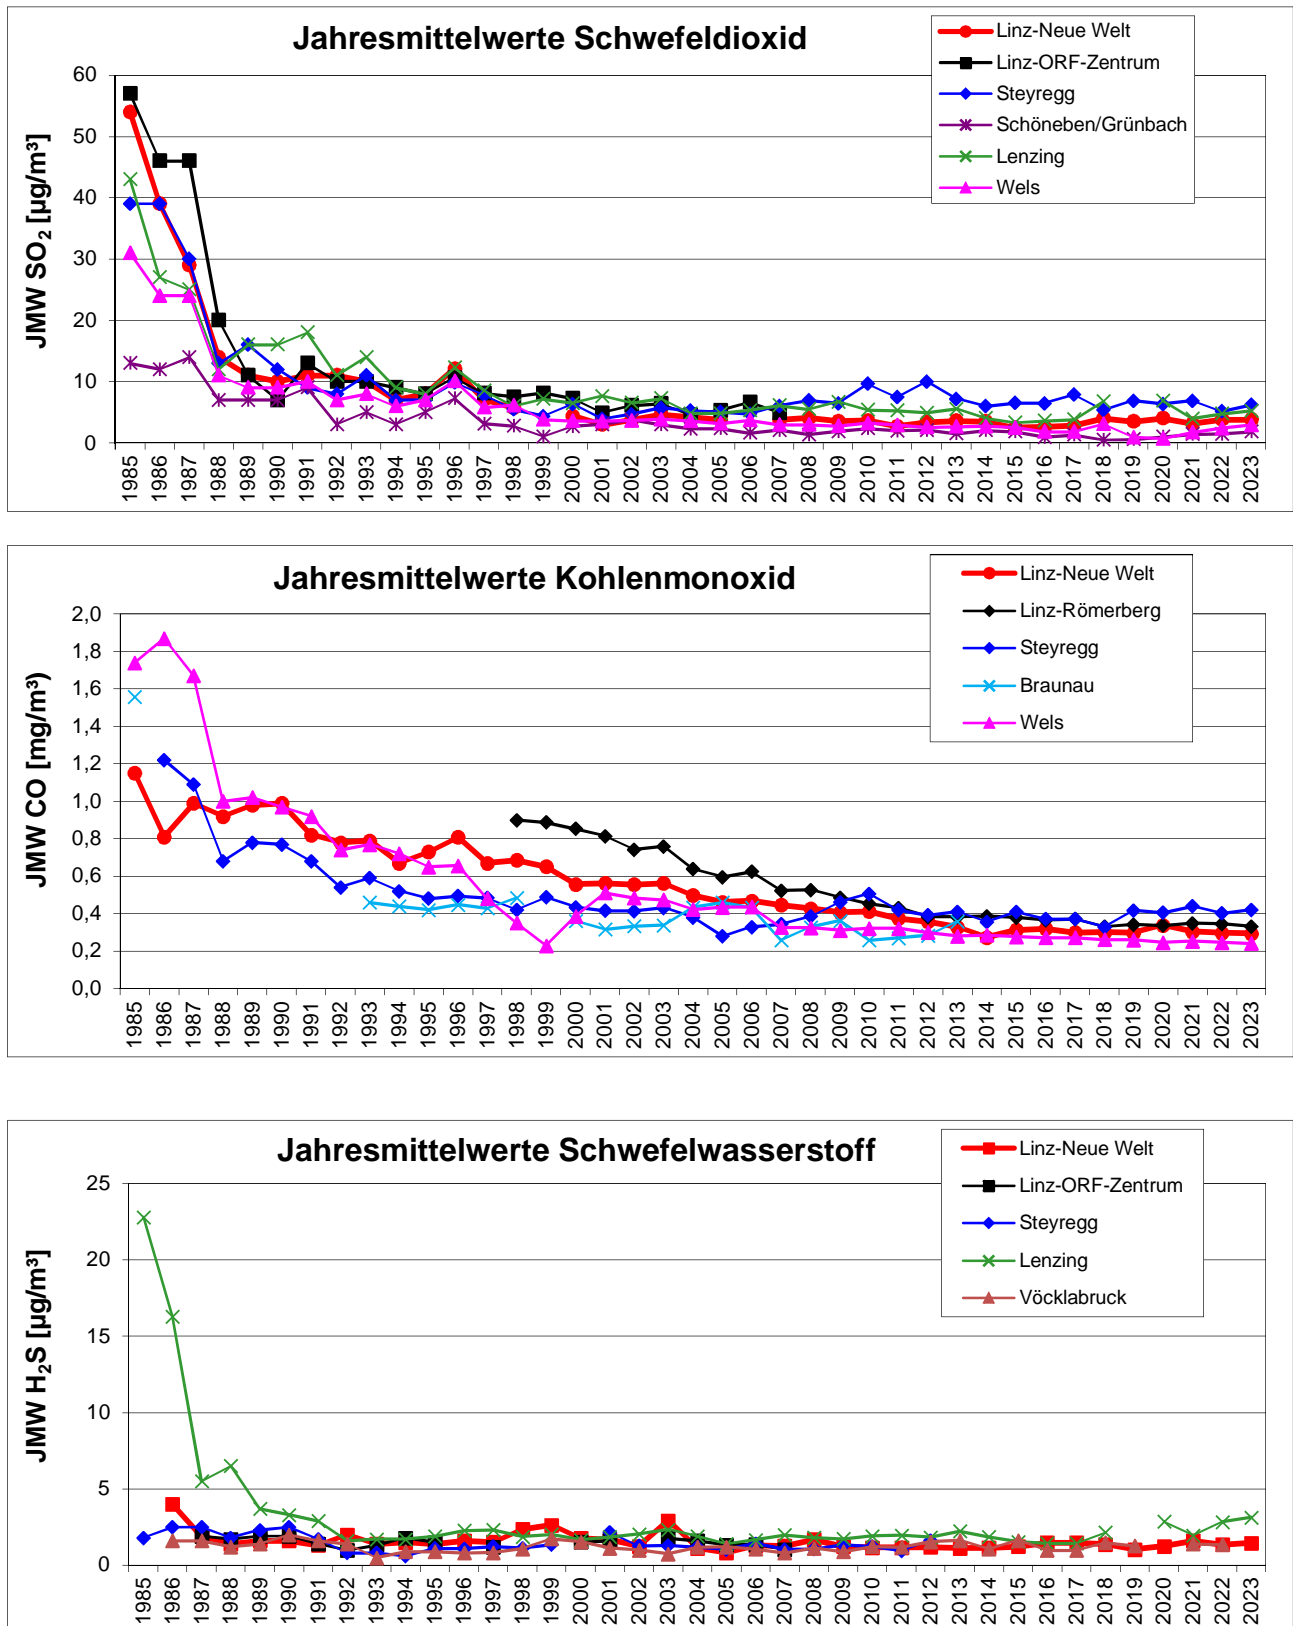 Jahresmittelwerte Schwefeldioxid
Linz-Neue Welt
Linz-ORF-Zentrum
Steyregg
Schöneben/Grünbach
Lenzing
Wels
JMW SO₂ [µg/m³]
60
50
40
30
20
10
0
1985 1986 1987 1988 1989 1990 1991 1992 1993 1994 1995 1996 1997 1998 1999 2000 2001 2002 2003 2004 2005 2006 2007 2008 2009 2010 2011 2012 2013 2014 2015 2016 2017 2018 2019 2020 2021 2022 2023
Jahresmittelwerte Kohlenmonoxid
Linz-Neue Welt
Linz-Römerberg
Steyregg
Braunau
Wels
JMW CO (mg/m³)
2,0
1,8
1,6
1,4
1,2
1,0
0,8
0,6
0,4
0,2
0,0
1985 1986 1987 1988 1989 1990 1991 1992 1993 1994 1995 1996 1997 1998 1999 2000 2001 2002 2003 2004 2005 2006 2007 2008 2009 2010 2011 2012 2013 2014 2015 2016 2017 2018 2019 2020 2021 2022 2023
Jahresmittelwerte Schwefelwasserstoff
Linz-Neue Welt
Linz-ORF-Zentrum
Steyregg
Lenzing
Vöcklabruck
JMW H₂S [µg/m³]
25
20
15
10
5
0
1985 1986 1987 1988 1989 1990 1991 1992 1993 1994 1995 1996 1997 1998 1999 2000 2001 2002 2003 2004 2005 2006 2007 2008 2009 2010 2011 2012 2013 2014 2015 2016 2017 2018 2019 2020 2021 2022 2023